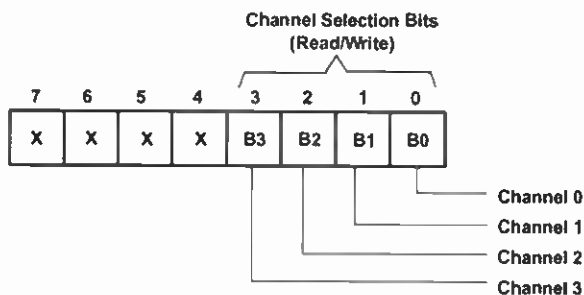 Channel Selection Bits
(Read/Write)
7 6 5 4 3 2 1 0
X X X X B3 B2 B1 B0
Channel 0
Channel 1
Channel 2
Channel 3